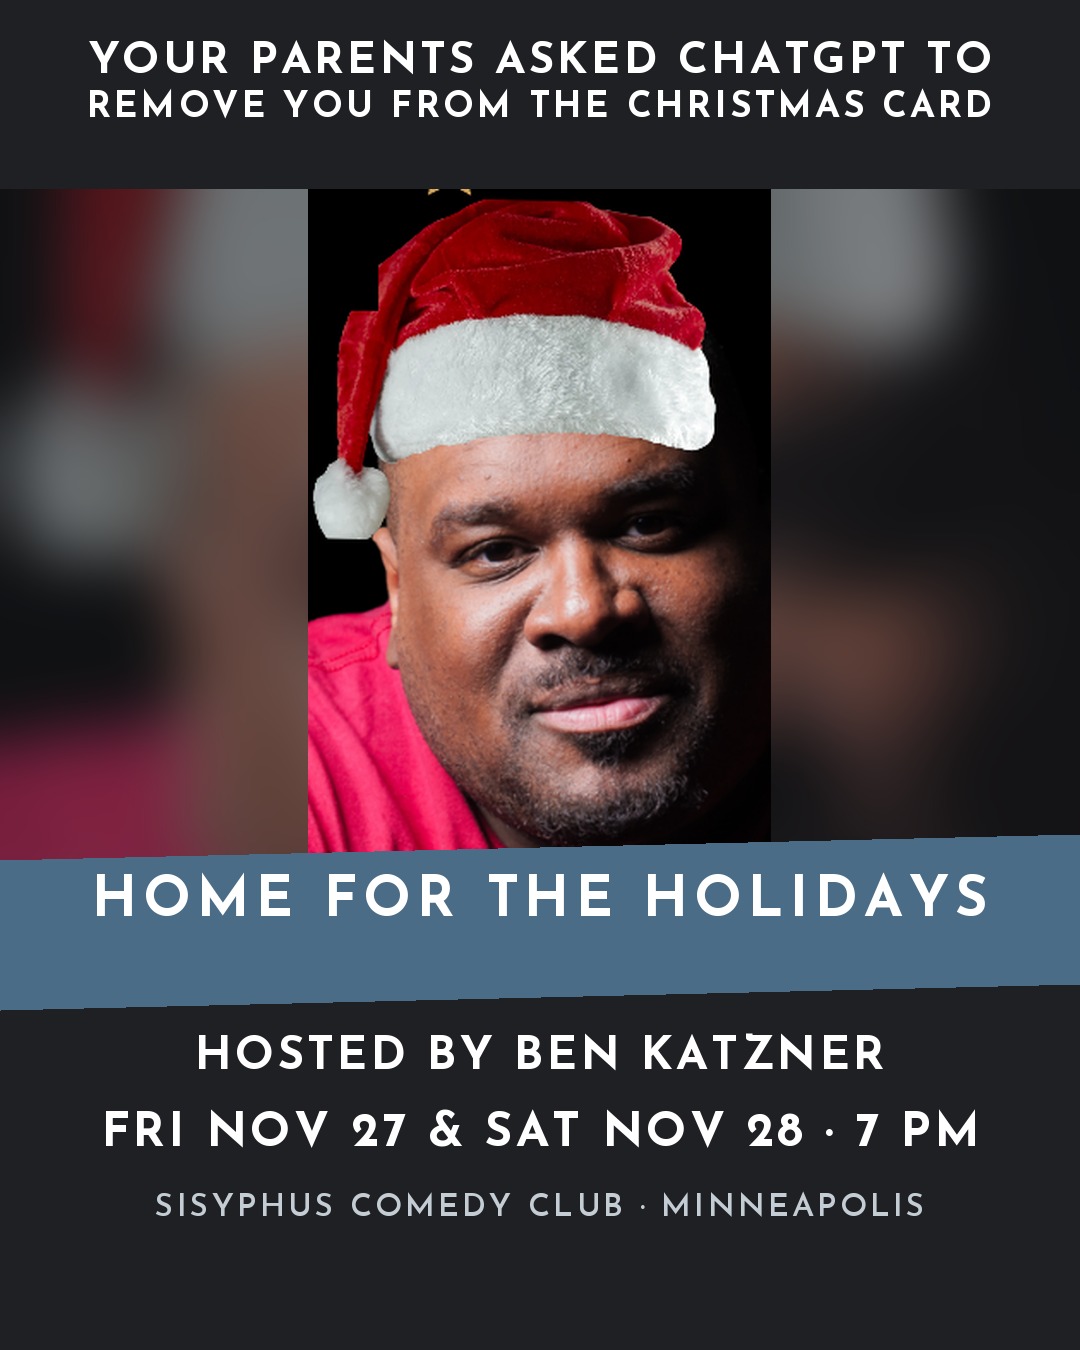 YOUR PARENTS ASKED CHATGPT TO
REMOVE YOU FROM THE CHRISTMAS CARD
HOME FOR THE HOLIDAYS
HOSTED BY BEN KATZNER
FRI NOV 27 & SAT NOV 28 · 7 PM
SISYPHUS COMEDY CLUB · MINNEAPOLIS